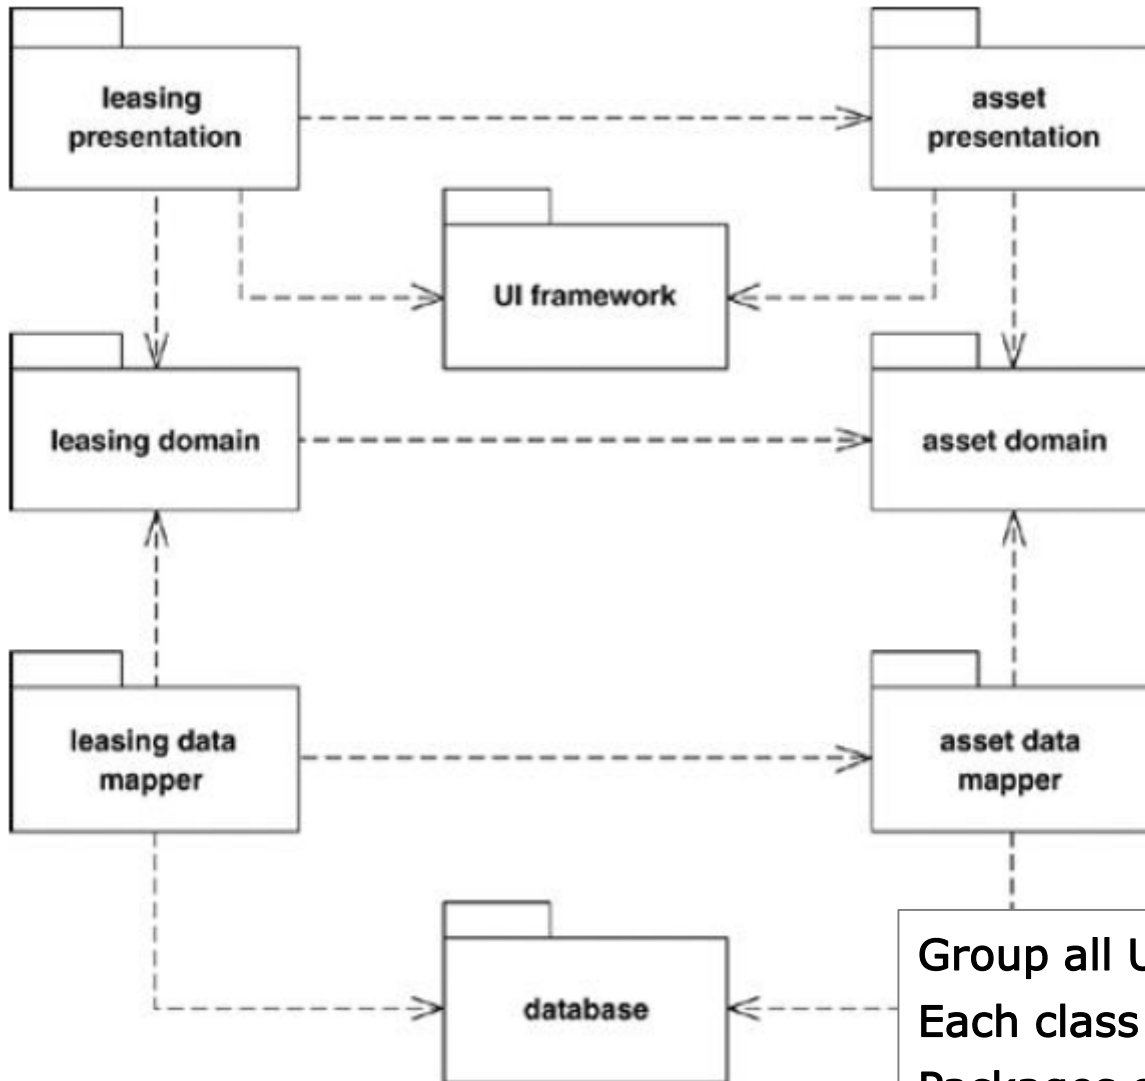 leasing
presentation
asset
presentation
UI framework
leasing domain
asset domain
leasing data
mapper
asset data
mapper
database
Group all U
Each class
Packages